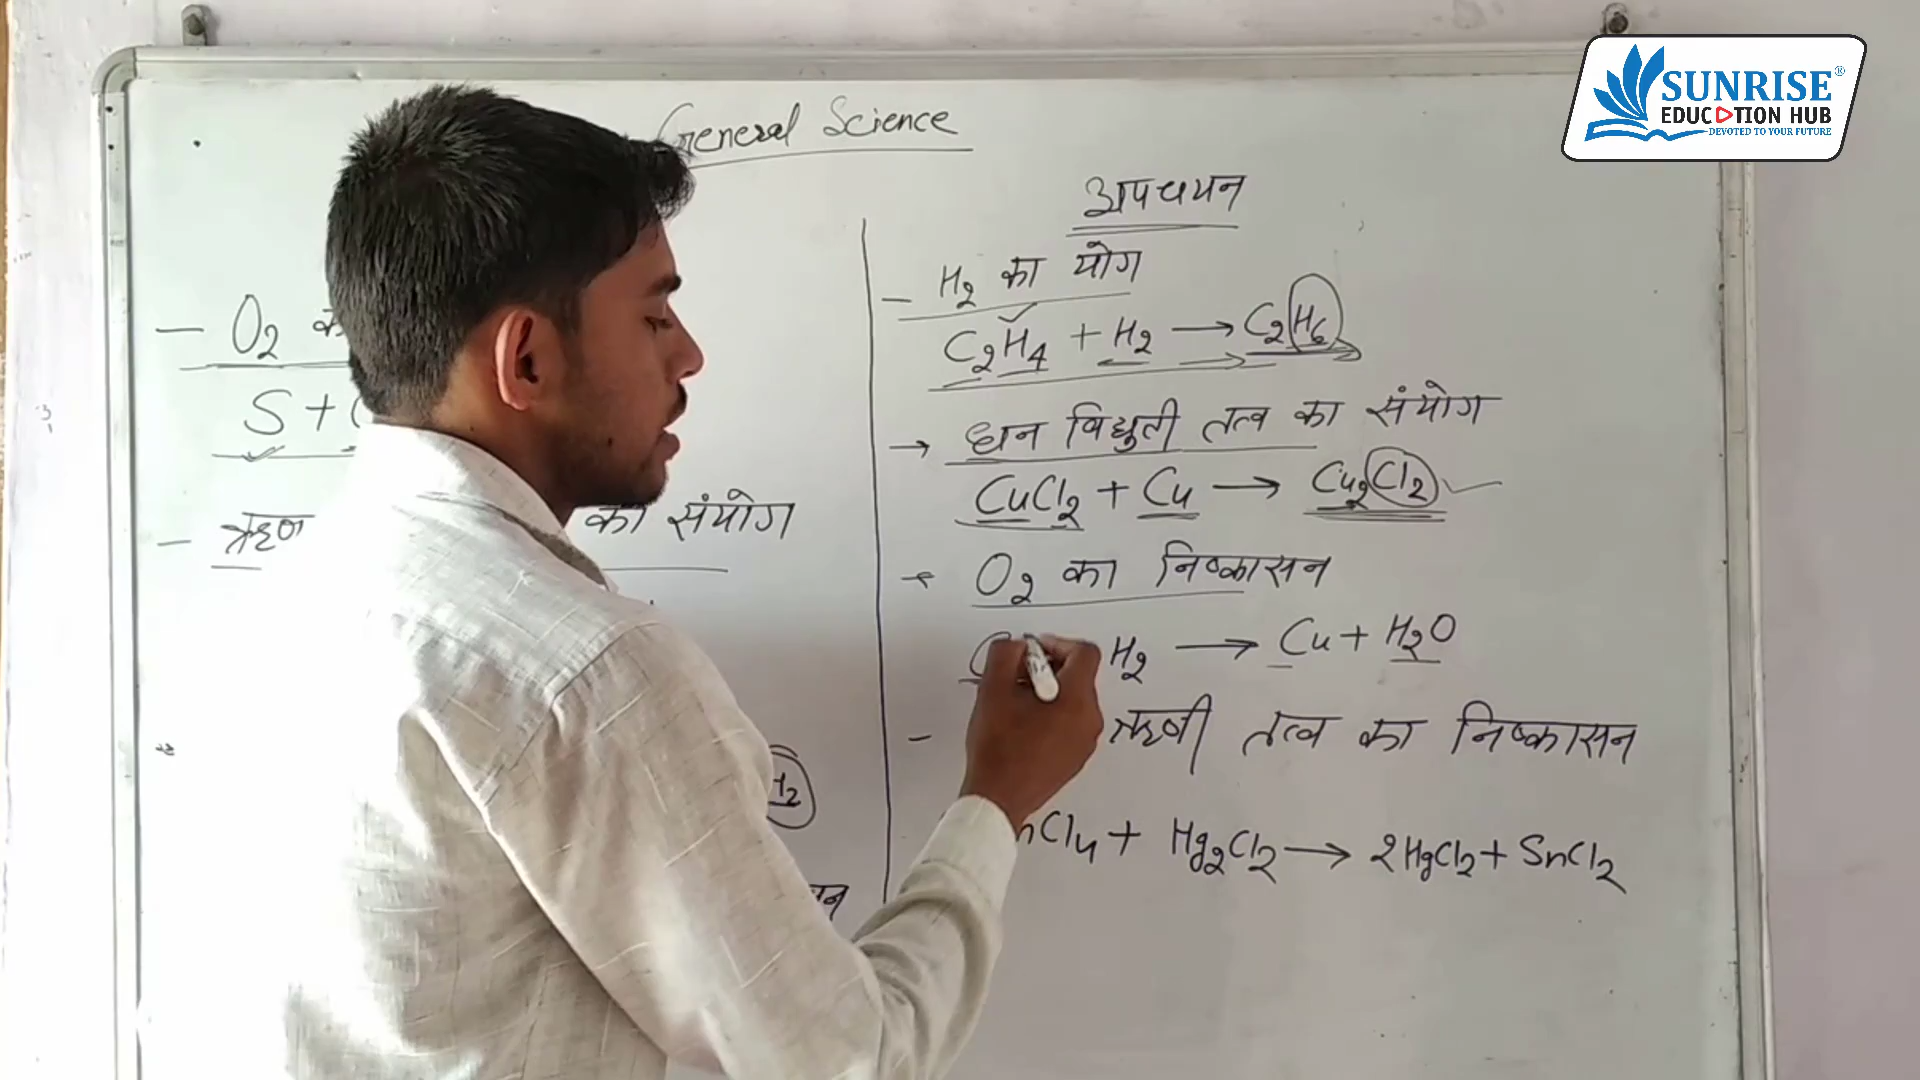 SUNRISE®
EDUCATION HUB
DEVOTED TO YOUR FUTURE
General Science
- O2
S +
- ऋण का संयोग
H2
अपचयन
- H2 का योग
C2H4 + H2 → C2H6
→ धन विद्युती तत्व का संयोग
CuCl2 + Cu → Cu2Cl2
O2 का निष्कासन
H2 → Cu + H2O
- ऋणी तत्व का निष्कासन
nCl4 + Hg2Cl2 → 2HgCl2 + SnCl2